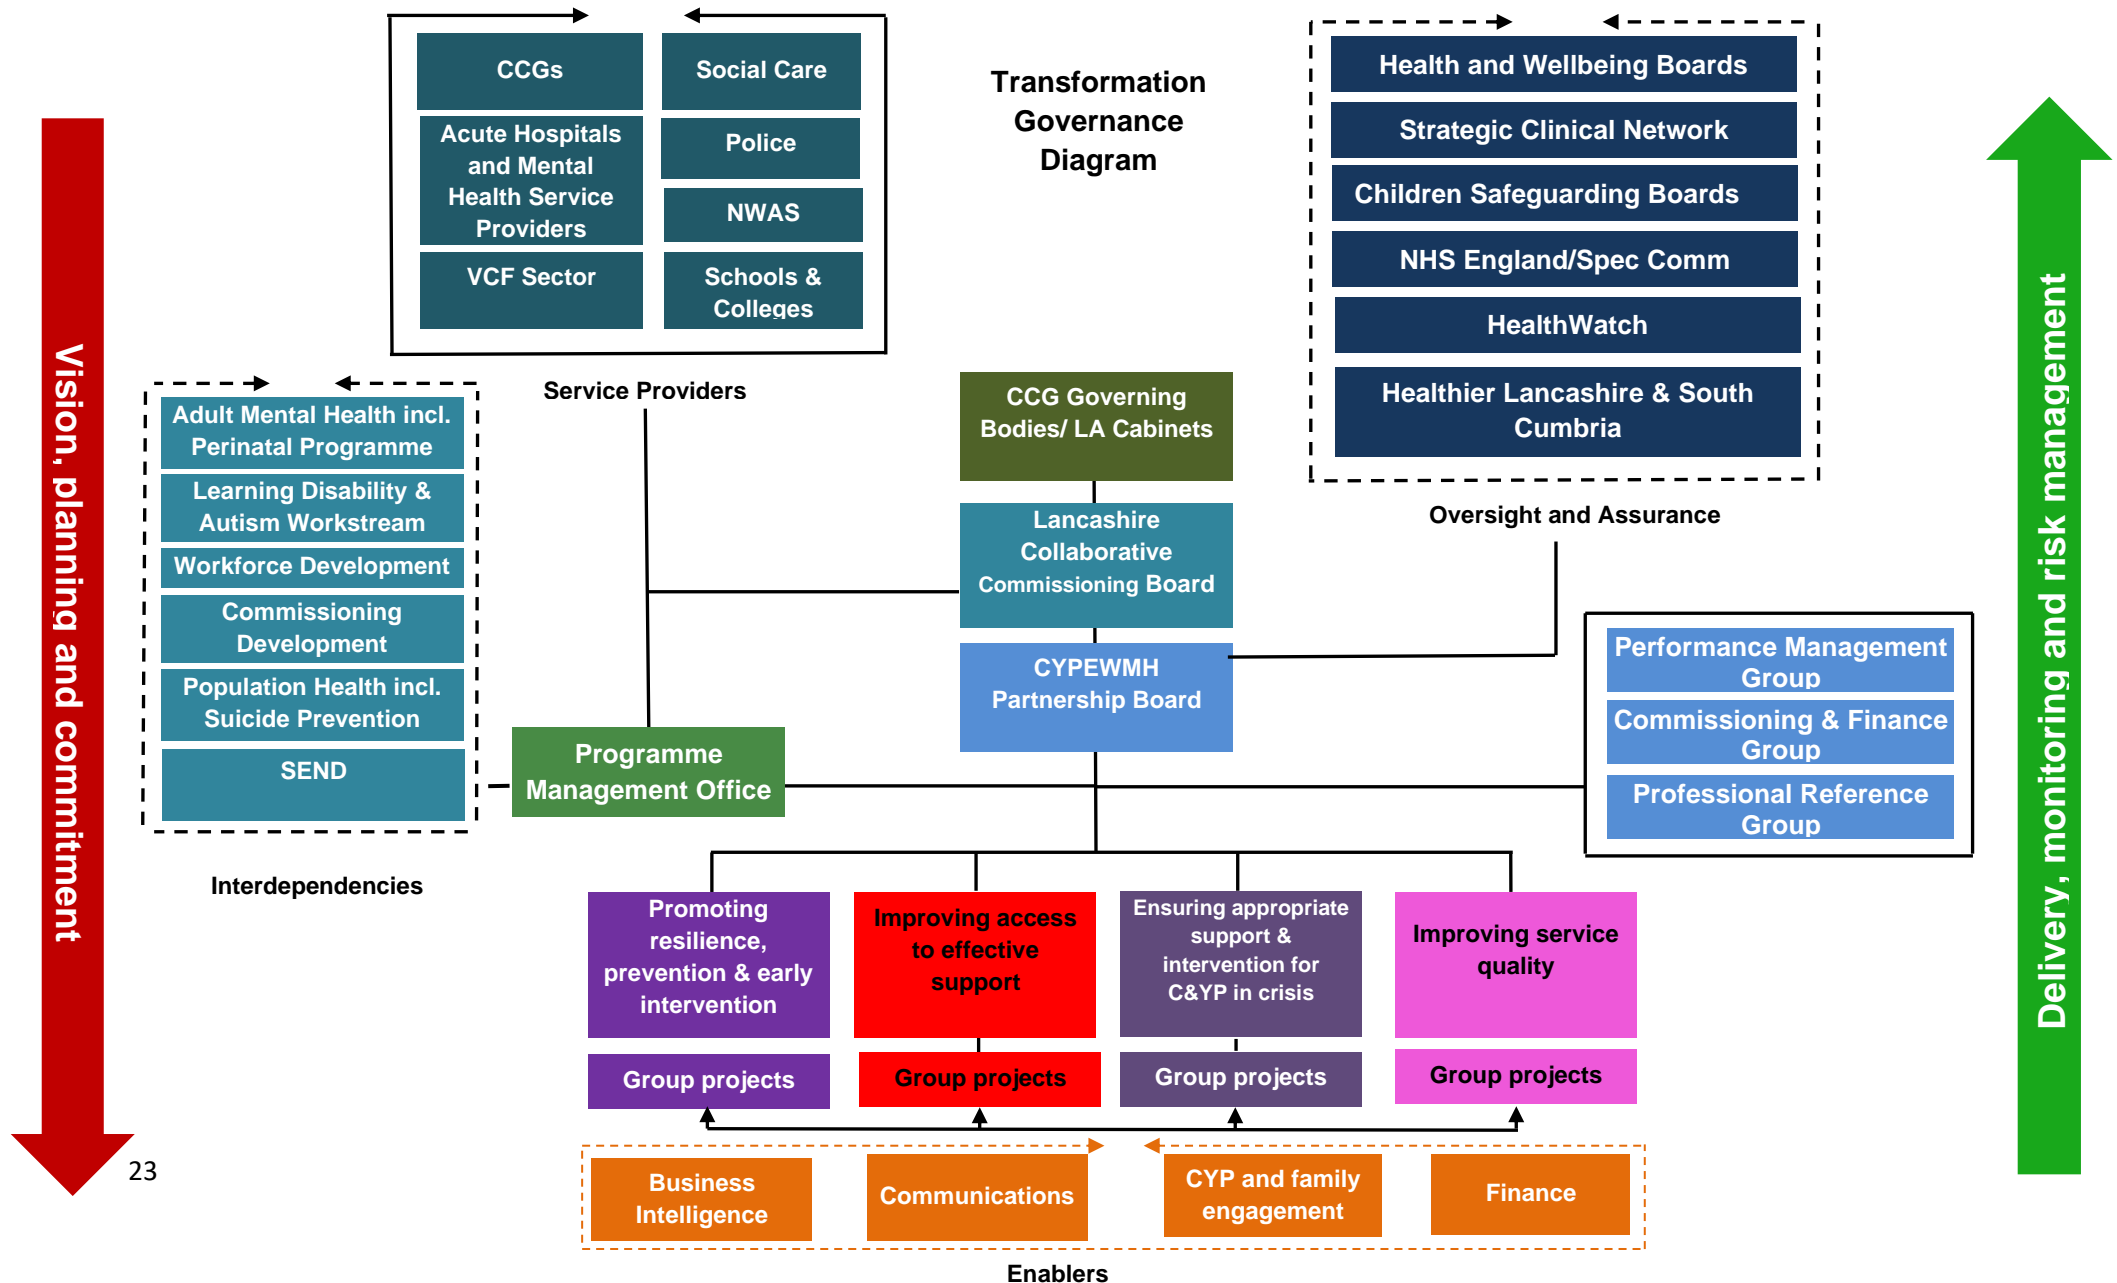 CCGs
Social Care
Acute Hospitals
and Mental
Health Service
Providers
Police
NWAS
VCF Sector
Schools &
Colleges
Service Providers
Transformation
Governance
Diagram
Health and Wellbeing Boards
Strategic Clinical Network
Children Safeguarding Boards
NHS England/Spec Comm
HealthWatch
Healthier Lancashire & South
Cumbria
Oversight and Assurance
Vision, planning and commitment
Delivery, monitoring and risk management
Adult Mental Health incl.
Perinatal Programme
Learning Disability &
Autism Workstream
Workforce Development
Commissioning
Development
Population Health incl.
Suicide Prevention
SEND
Interdependencies
CCG Governing
Bodies/ LA Cabinets
Lancashire
Collaborative
Commissioning Board
CYPEWMH
Partnership Board
Programme
Management Office
Performance Management
Group
Commissioning & Finance
Group
Professional Reference
Group
Promoting
resilience,
prevention & early
intervention
Improving access
to effective
support
Ensuring appropriate
support &
intervention for
C&YP in crisis
Improving service
quality
Group projects
Group projects
Group projects
Group projects
Business
Intelligence
Communications
CYP and family
engagement
Finance
Enablers
23